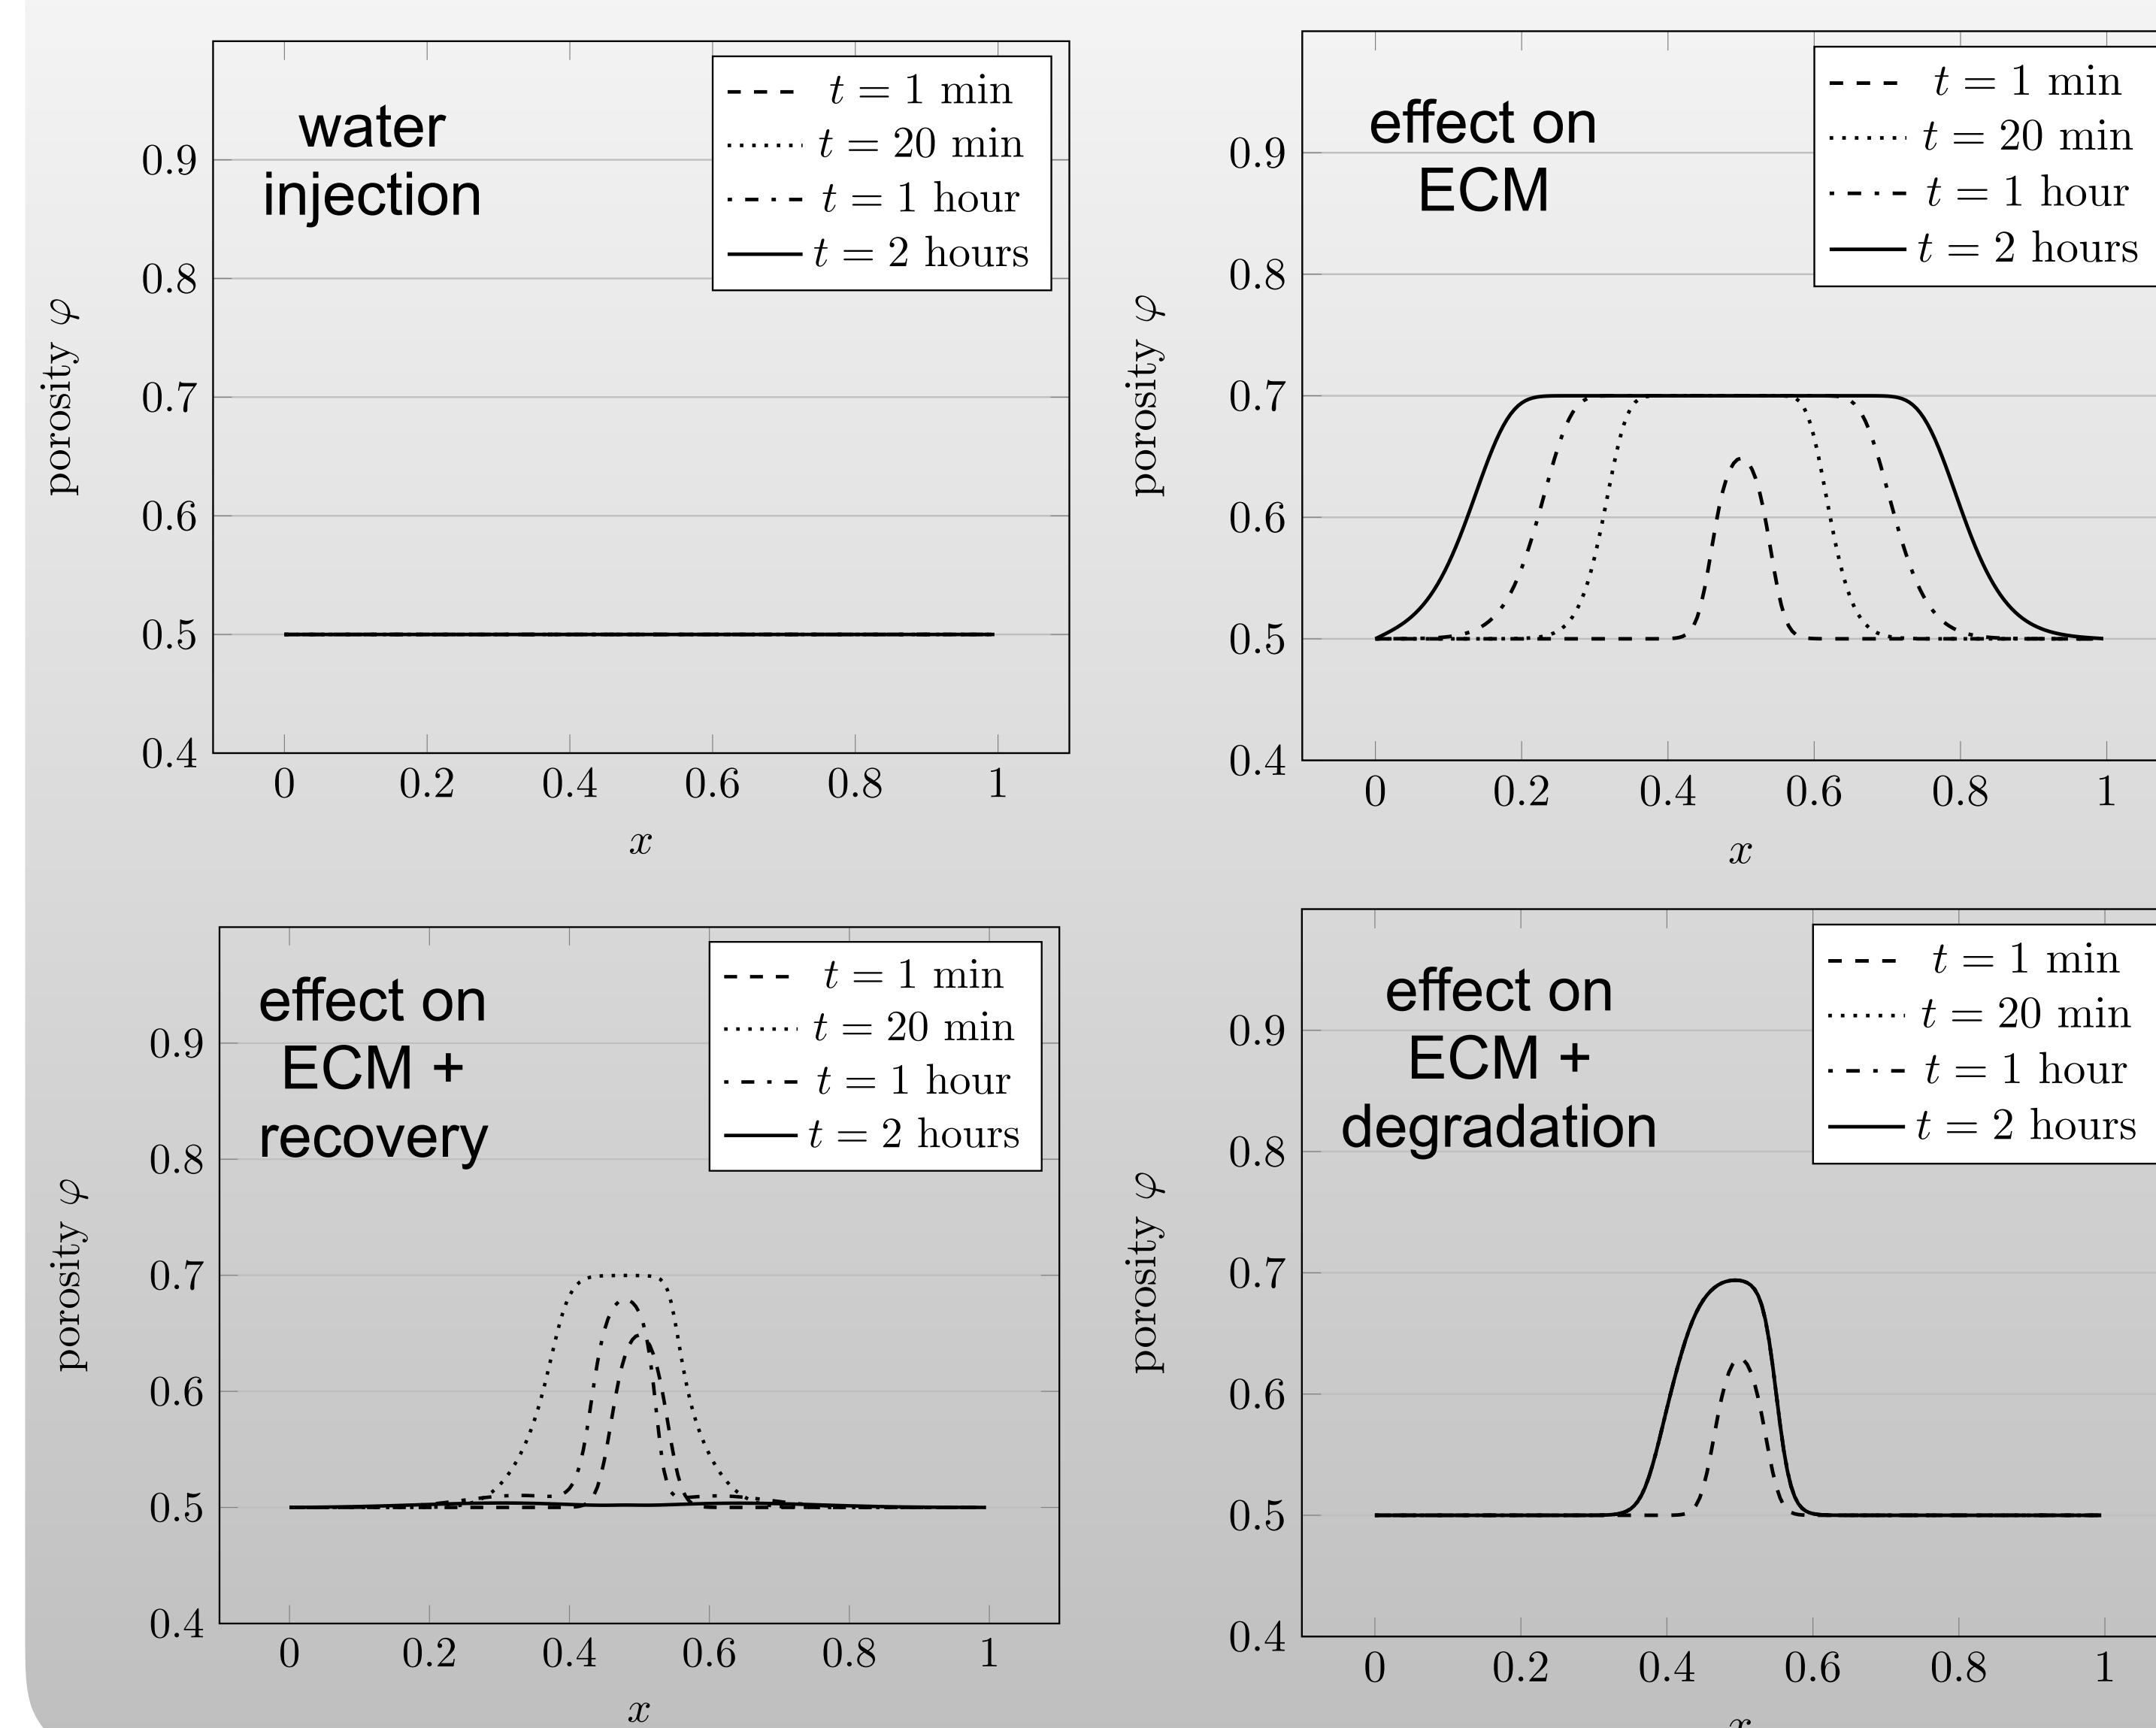 water
injection
t = 1 min
t = 20 min
t = 1 hour
t = 2 hours
0.9
0.8
0.7
0.6
0.5
0.4
porosity φ
0 0.2 0.4 0.6 0.8 1
x
effect on
ECM
t = 1 min
t = 20 min
t = 1 hour
t = 2 hours
0.9
0.8
0.7
0.6
0.5
0.4
porosity φ
0 0.2 0.4 0.6 0.8 1
x
effect on
ECM +
recovery
t = 1 min
t = 20 min
t = 1 hour
t = 2 hours
0.9
0.8
0.7
0.6
0.5
0.4
porosity φ
0 0.2 0.4 0.6 0.8 1
x
effect on
ECM +
degradation
t = 1 min
t = 20 min
t = 1 hour
t = 2 hours
0.9
0.8
0.7
0.6
0.5
0.4
porosity φ
0 0.2 0.4 0.6 0.8 1
x